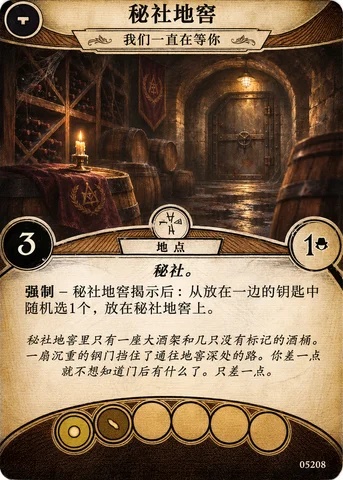 秘社地窖
我们一直在等你
3
地点
1
秘社。
强制 – 秘社地窖揭示后：从放在一边的钥匙中
随机选1个，放在秘社地窖上。
秘社地窖里只有一座大酒架和几只没有标记的酒桶。
一扇沉重的钢门挡住了通往地窖深处的路。你差一点
就不想知道门后有什么了。只差一点。
05208